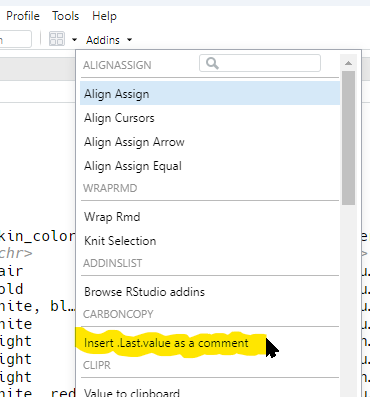 Profile Tools
Addins
ALIGNASSIGN
Align Assign
Align Cursors
Align Assign Arrow
Align Assign Equal
WRAPRMD
Wrap Rmd
Knit Selection
ADDINSLIST
Browse RStudio addins
CARBONCOPY
Insert .Last.value as a comment
CLIPR
Value to clipboard
kin_color
chr>
air
old
hite, bl…
hite
ight
ight
ight
hite, red